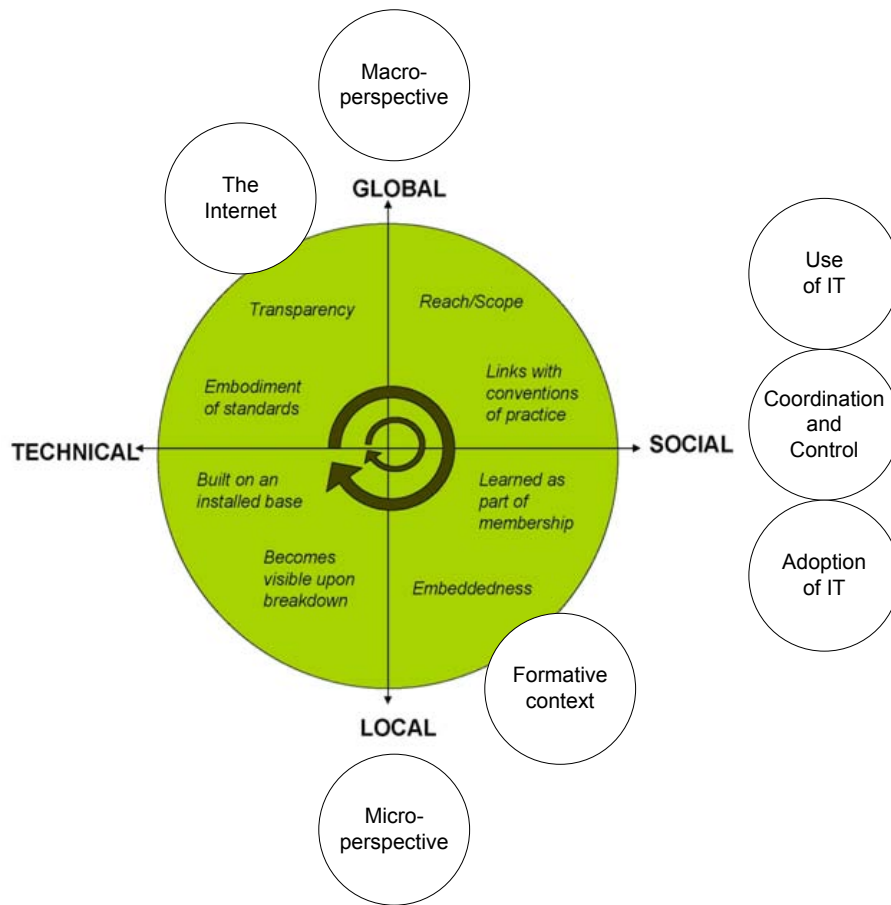 Macro-
perspective
The
Internet
GLOBAL
Use
of IT
Transparency
Reach/Scope
Embodiment
of standards
Links with
conventions
of practice
Coordination
and
Control
TECHNICAL
SOCIAL
Built on an
installed base
Learned as
part of
membership
Becomes
visible upon
breakdown
Embeddedness
Adoption
of IT
Formative
context
LOCAL
Micro-
perspective